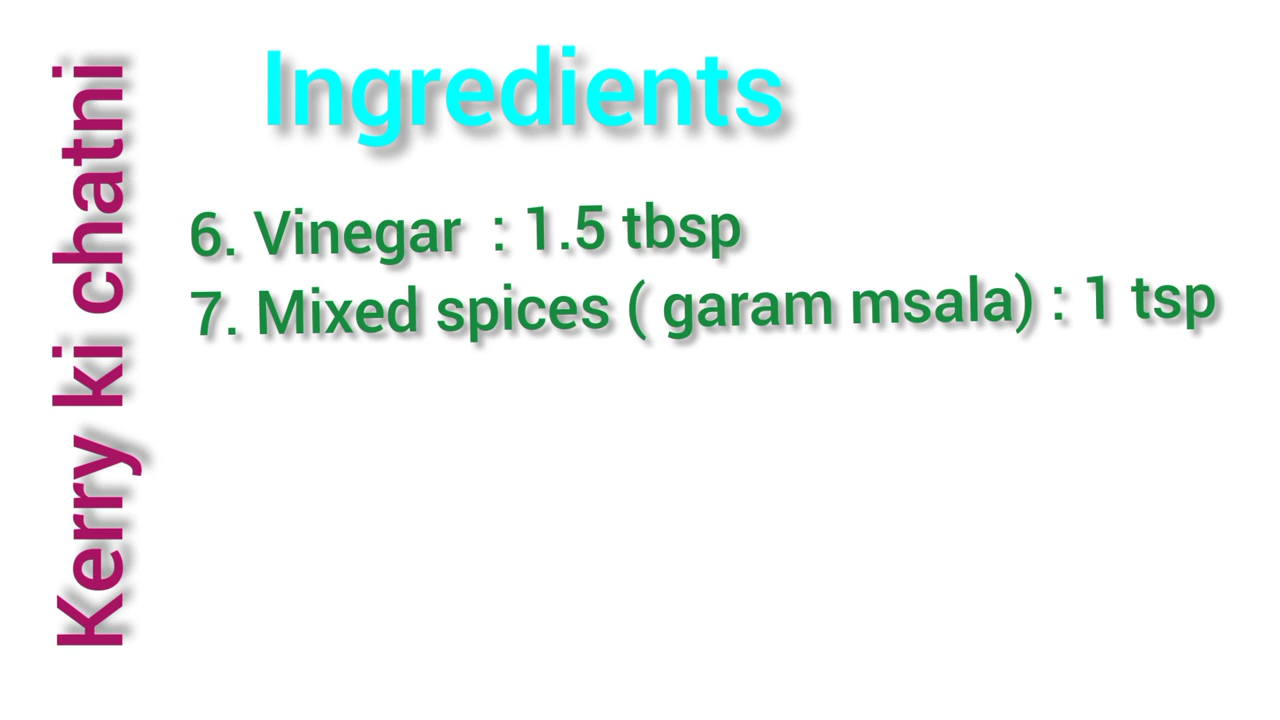 Kerry ki chatni
Ingredients
6. Vinegar : 1.5 tbsp
7. Mixed spices ( garam msala) : 1 tsp